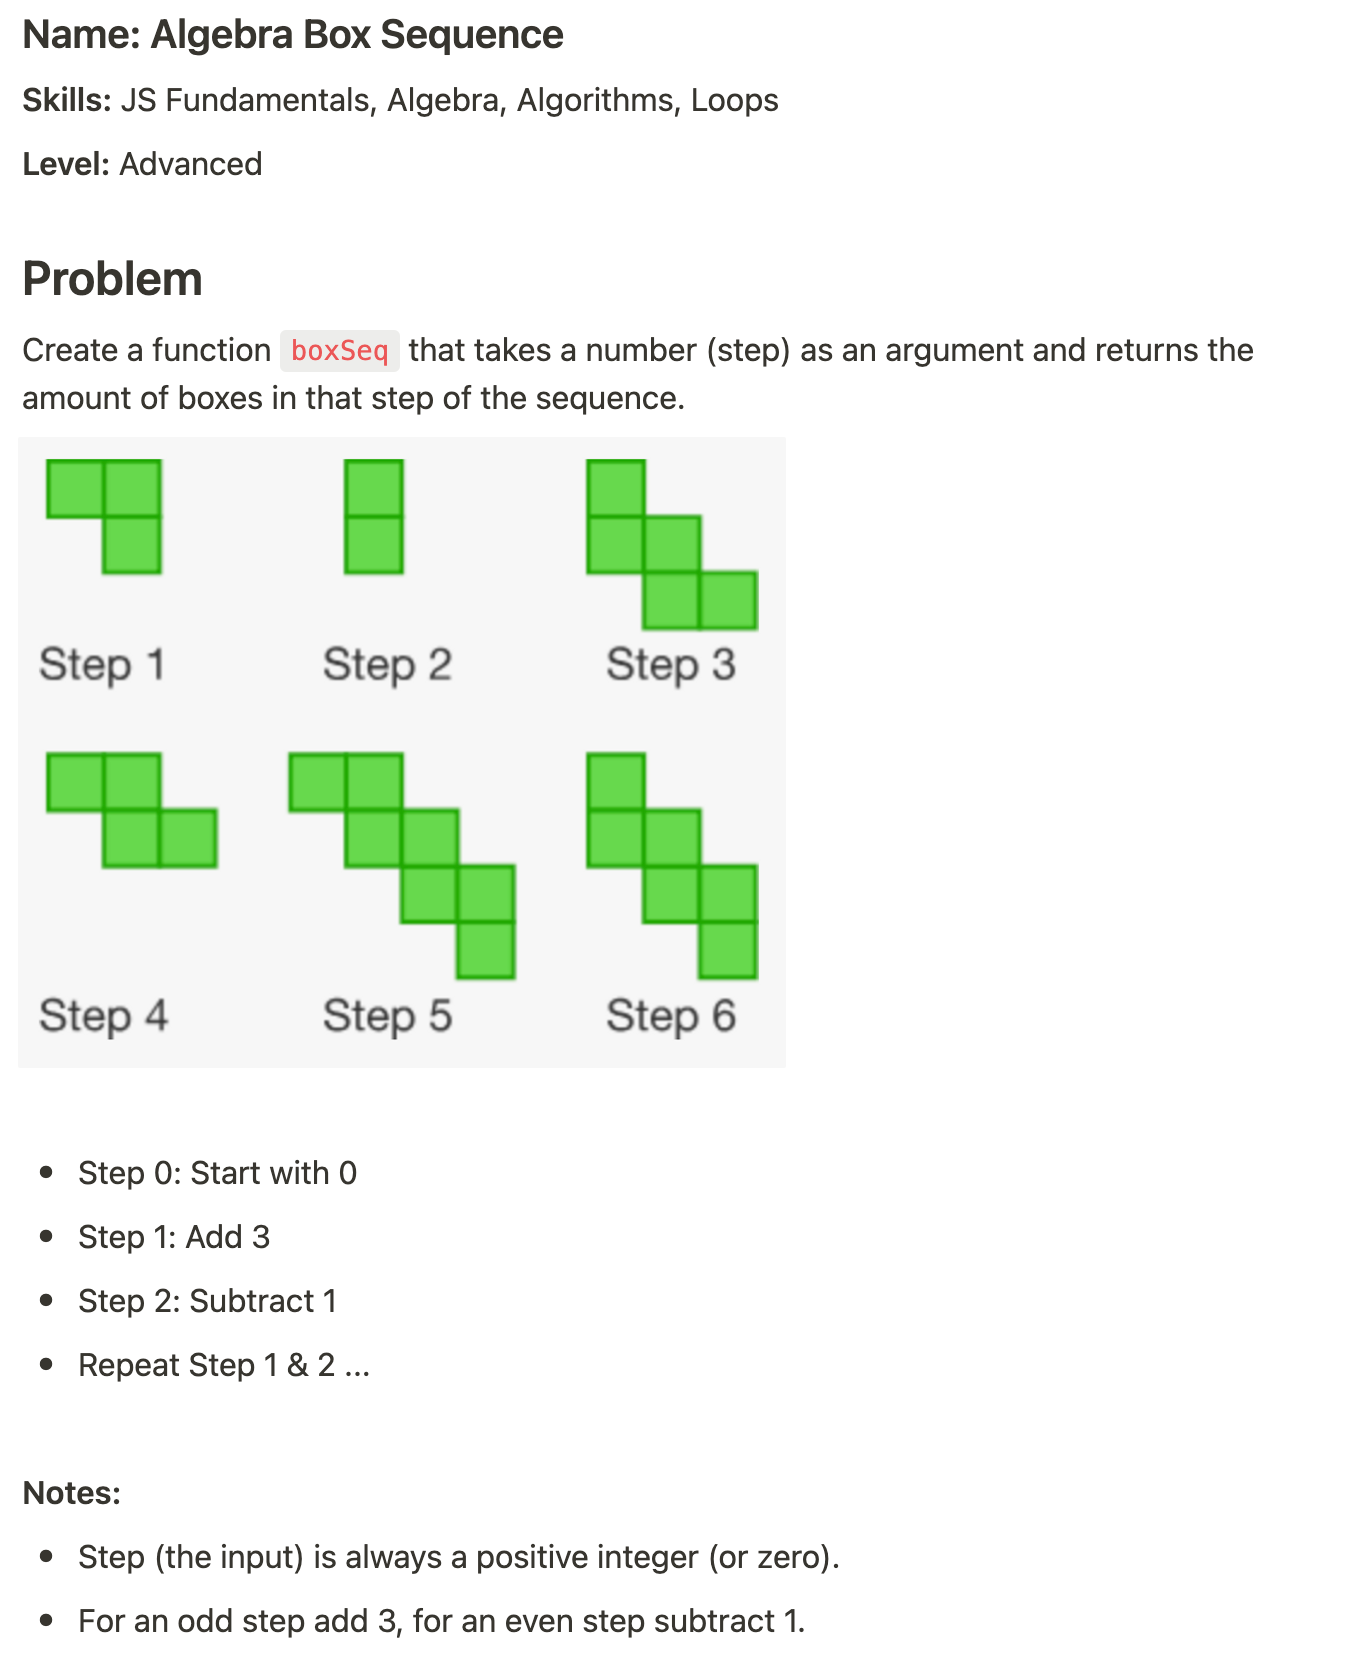 Name: Algebra Box Sequence
Skills: JS Fundamentals, Algebra, Algorithms, Loops
Level: Advanced
Problem
Create a function boxSeq that takes a number (step) as an argument and returns the
amount of boxes in that step of the sequence.
Step 1 Step 2 Step 3
Step 4 Step 5 Step 6
• Step 0: Start with 0
• Step 1: Add 3
• Step 2: Subtract 1
• Repeat Step 1 & 2 ...
Notes:
• Step (the input) is always a positive integer (or zero).
• For an odd step add 3, for an even step subtract 1.